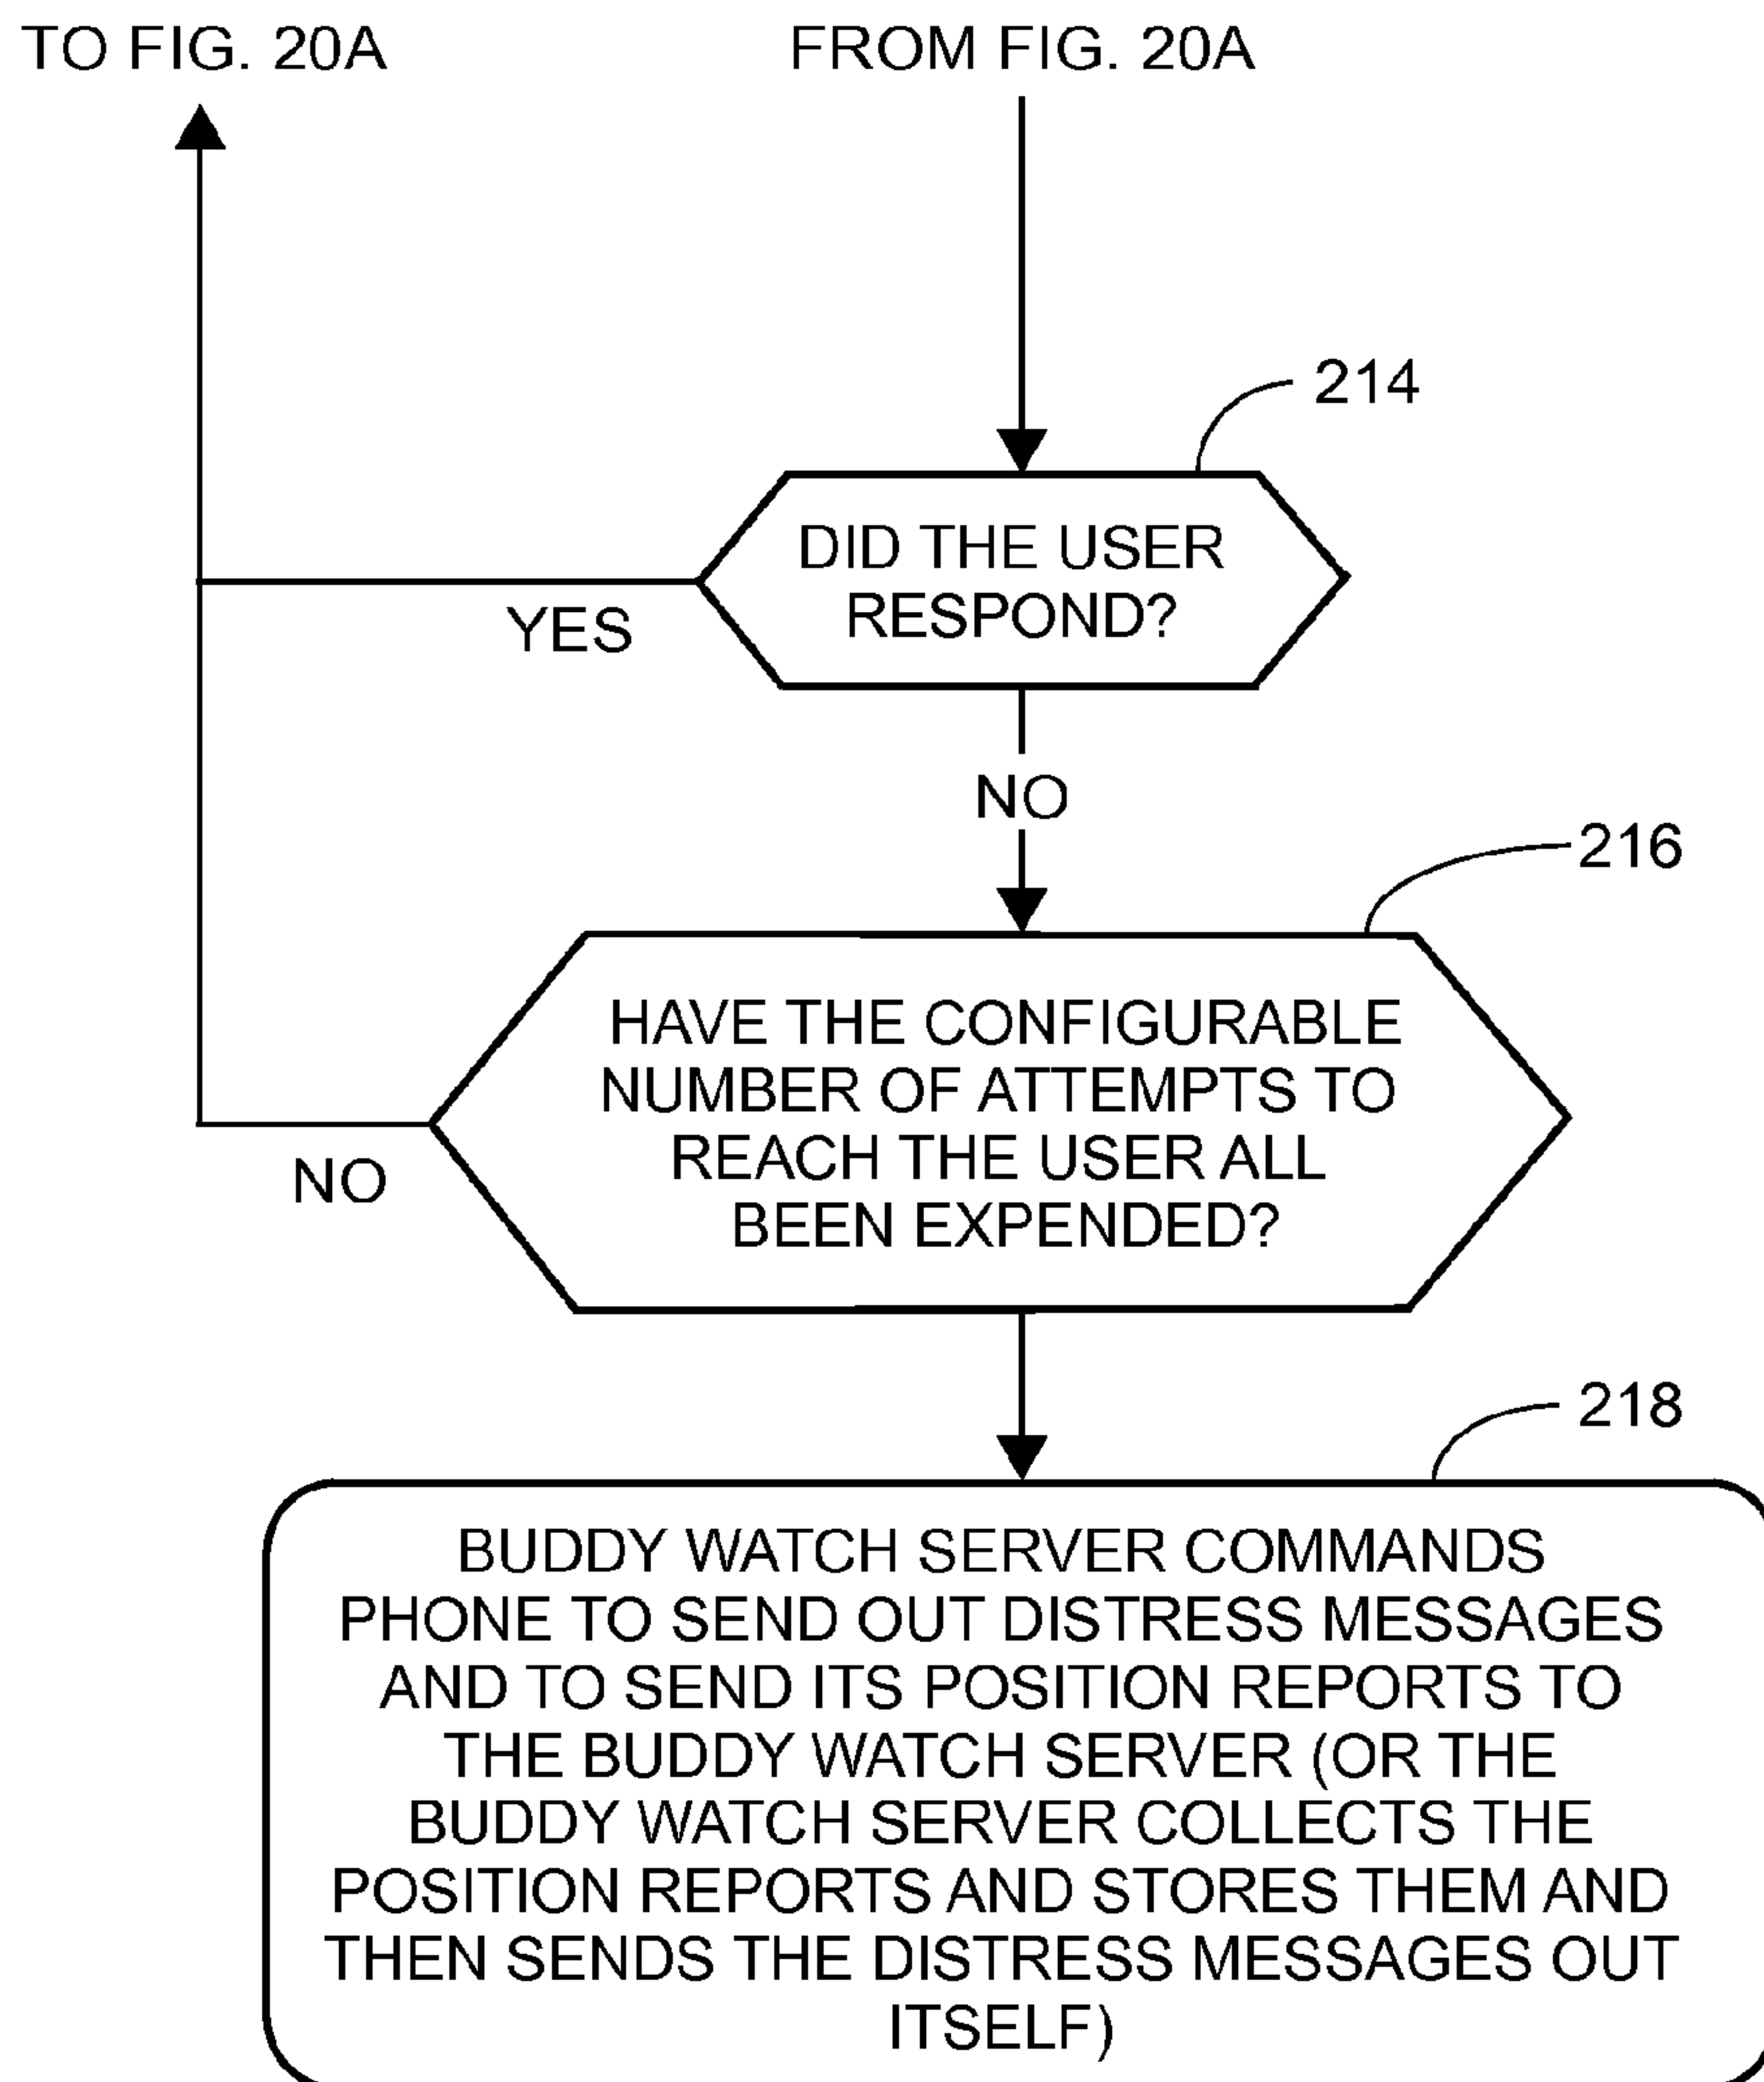 TO FIG. 20A
FROM FIG. 20A
214
DID THE USER
RESPOND?
YES
NO
216
HAVE THE CONFIGURABLE
NUMBER OF ATTEMPTS TO
REACH THE USER ALL
BEEN EXPENDED?
NO
218
BUDDY WATCH SERVER COMMANDS
PHONE TO SEND OUT DISTRESS MESSAGES
AND TO SEND ITS POSITION REPORTS TO
THE BUDDY WATCH SERVER (OR THE
BUDDY WATCH SERVER COLLECTS THE
POSITION REPORTS AND STORES THEM AND
THEN SENDS THE DISTRESS MESSAGES OUT
ITSELF)